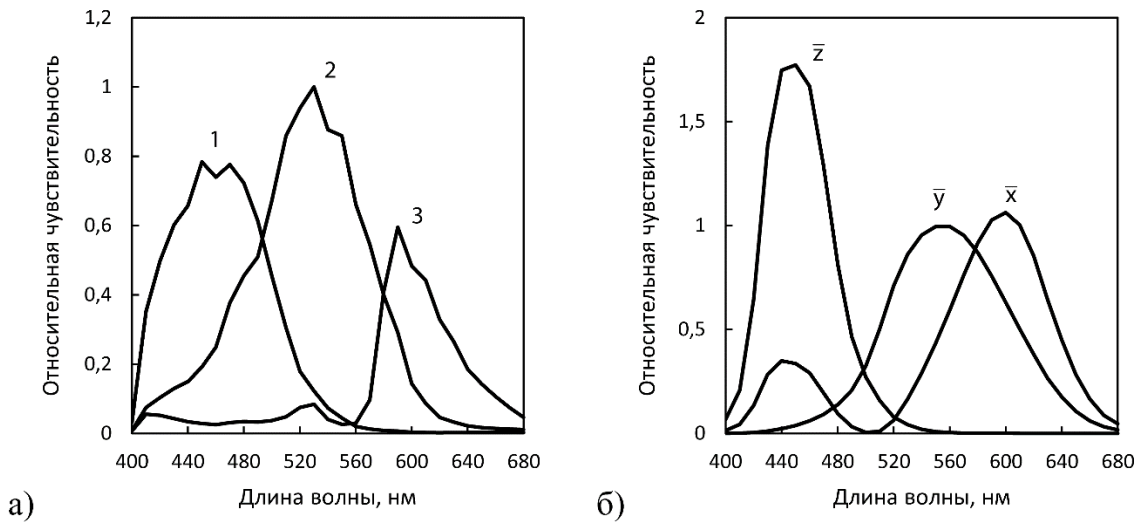 Относительная чувствительность
1,2
1
0,8
0,6
0,4
0,2
0
1
2
3
400 440 480 520 560 600 640 680
Длина волны, нм
а)
Относительная чувствительность
2
1,5
1
0,5
0
z̅
y̅
x̅
400 440 480 520 560 600 640 680
Длина волны, нм
б)